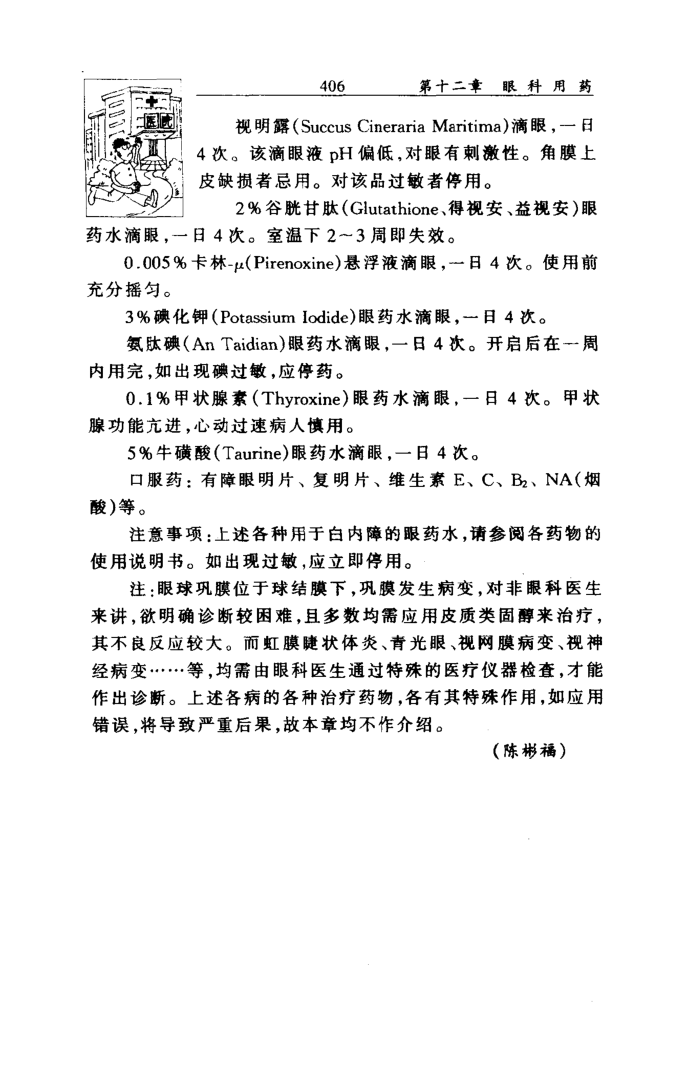 406 第十二章 眼科用药
医院
视明露(Succus Cineraria Maritima)滴眼,一日
4次。该滴眼液 pH 偏低,对眼有刺激性。角膜上
皮缺损者忌用。对该品过敏者停用。
2%谷胱甘肽(Glutathione、得视安、益视安)眼
药水滴眼,一日4次。室温下2~3周即失效。
0.005%卡林-μ(Pirenoxine)悬浮液滴眼,一日4次。使用前
充分摇匀。
3%碘化钾(Potassium Iodide)眼药水滴眼,一日4次。
氨肽碘(An Taidian)眼药水滴眼,一日4次。开启后在一周
内用完,如出现碘过敏,应停药。
0.1%甲状腺素(Thyroxine)眼药水滴眼,一日4次。甲状
腺功能亢进,心动过速病人慎用。
5%牛磺酸(Taurine)眼药水滴眼,一日4次。
口服药:有障眼明片、复明片、维生素 E、C、B₂、NA(烟
酸)等。
注意事项:上述各种用于白内障的眼药水,请参阅各药物的
使用说明书。如出现过敏,应立即停用。
注:眼球巩膜位于球结膜下,巩膜发生病变,对非眼科医生
来讲,欲明确诊断较困难,且多数均需应用皮质类固醇来治疗,
其不良反应较大。而虹膜睫状体炎、青光眼、视网膜病变、视神
经病变……等,均需由眼科医生通过特殊的医疗仪器检查,才能
作出诊断。上述各病的各种治疗药物,各有其特殊作用,如应用
错误,将导致严重后果,故本章均不作介绍。
(陈彬福)